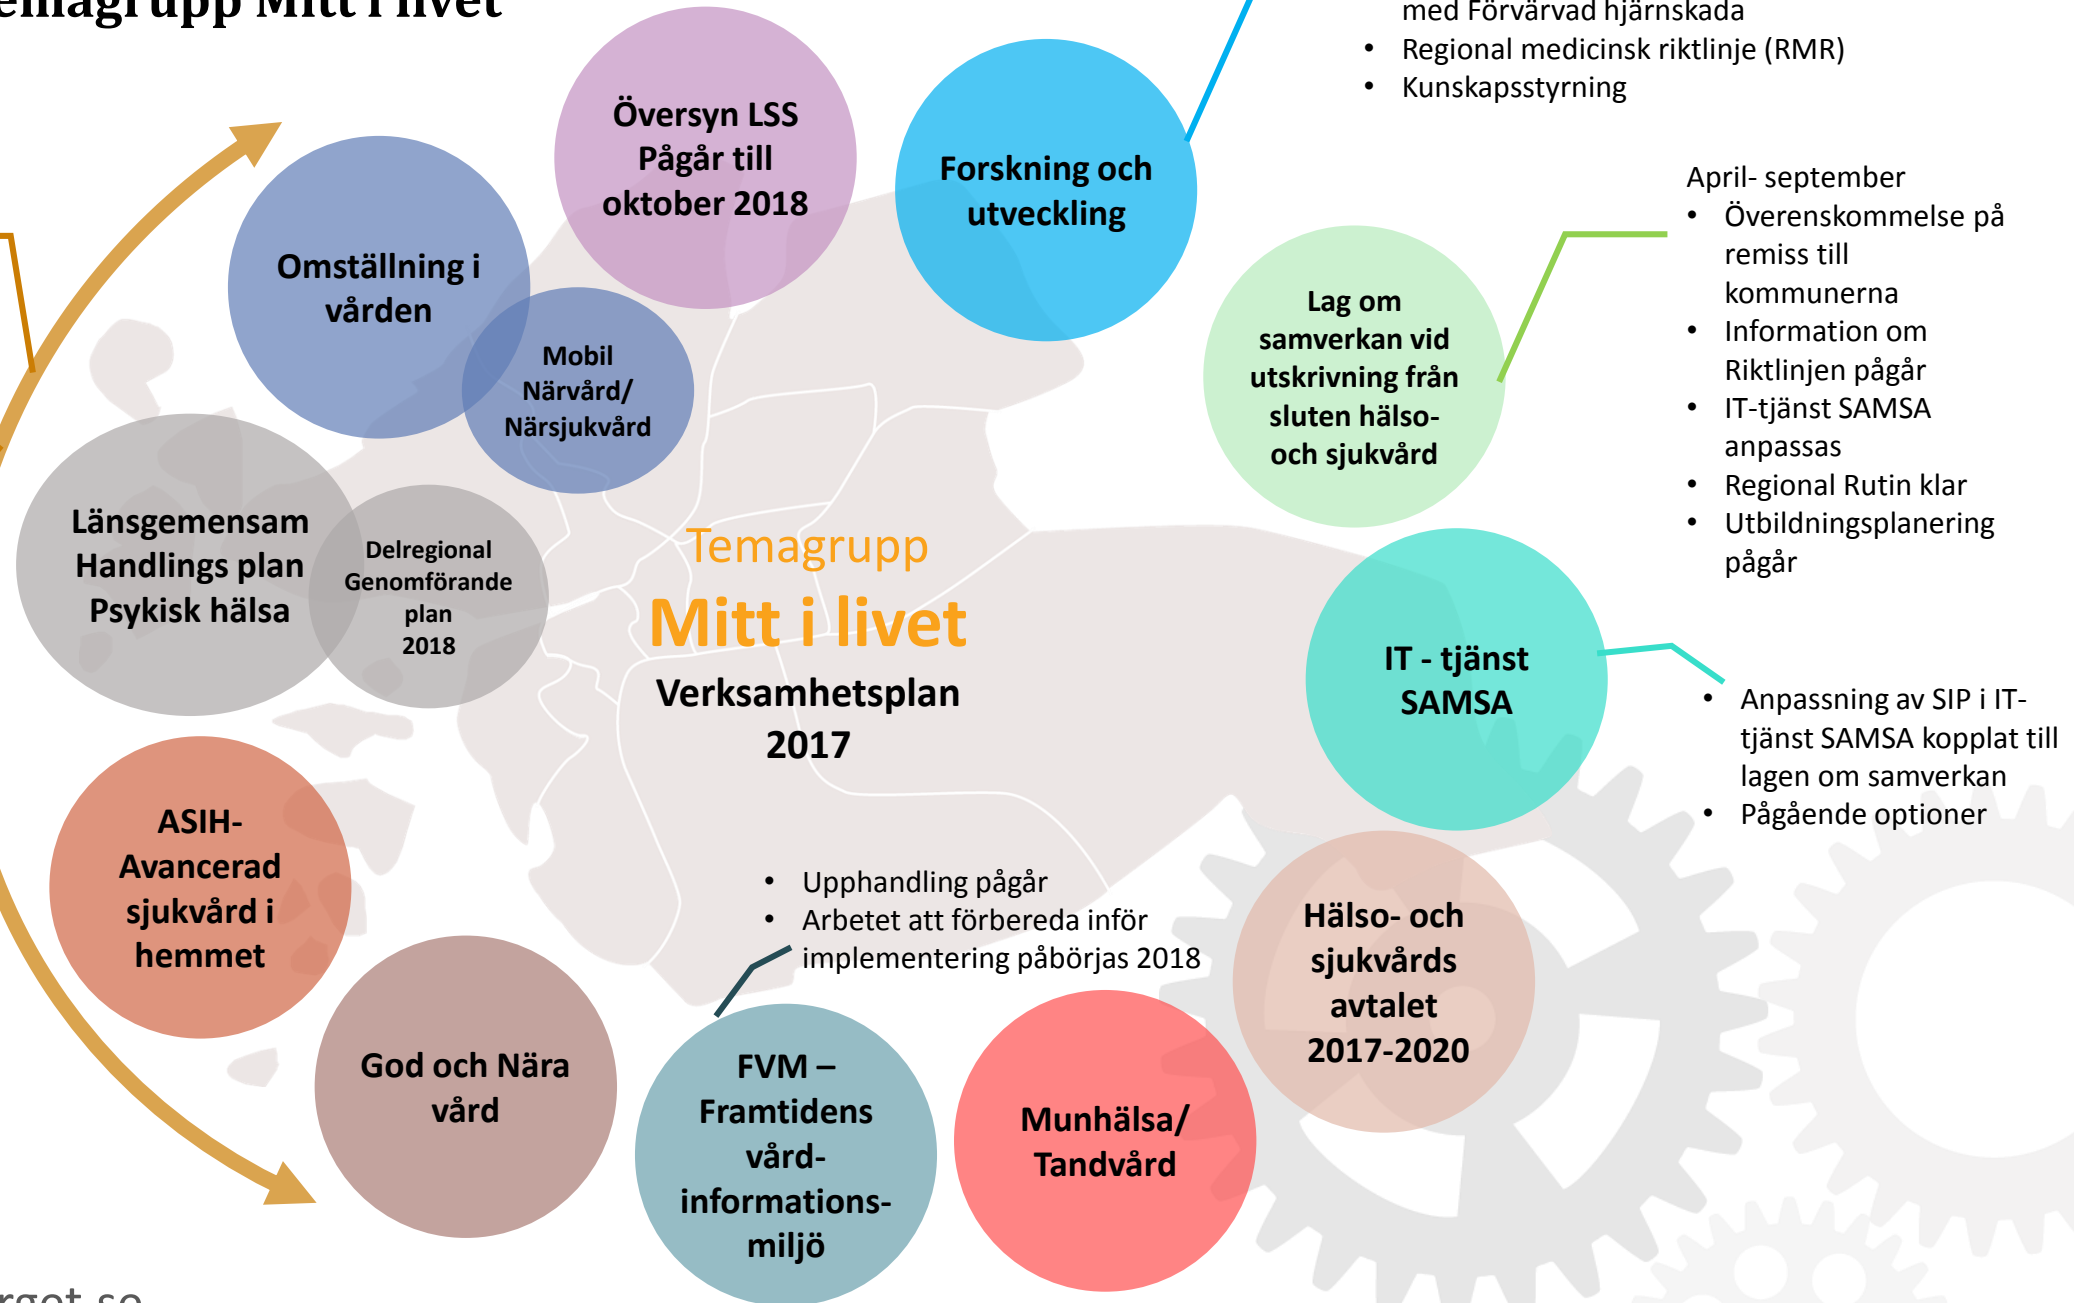 emagrupp Mitt i livet
med Förvärvad hjärnskada
• Regional medicinsk riktlinje (RMR)
• Kunskapsstyrning
Översyn LSS
Pågår till
oktober 2018
Forskning och
utveckling
Omställning i
vården
Mobil
Närvård/
Närsjukvård
Lag om
samverkan vid
utskrivning från
sluten hälso-
och sjukvård
April- september
• Överenskommelse på
remiss till
kommunerna
• Information om
Riktlinjen pågår
• IT-tjänst SAMSA
anpassas
• Regional Rutin klar
• Utbildningsplanering
pågår
Länsgemensam
Handlings plan
Psykisk hälsa
Delregional
Genomförande
plan
2018
Temagrupp
Mitt i livet
Verksamhetsplan
2017
IT - tjänst
SAMSA
• Anpassning av SIP i IT-
tjänst SAMSA kopplat till
lagen om samverkan
• Pågående optioner
ASIH-
Avancerad
sjukvård i
hemmet
• Upphandling pågår
• Arbetet att förbereda inför
implementering påbörjas 2018
Hälso- och
sjukvårds
avtalet
2017-2020
God och Nära
vård
FVM –
Framtidens
vård-
informations-
miljö
Munhälsa/
Tandvård
rget.se